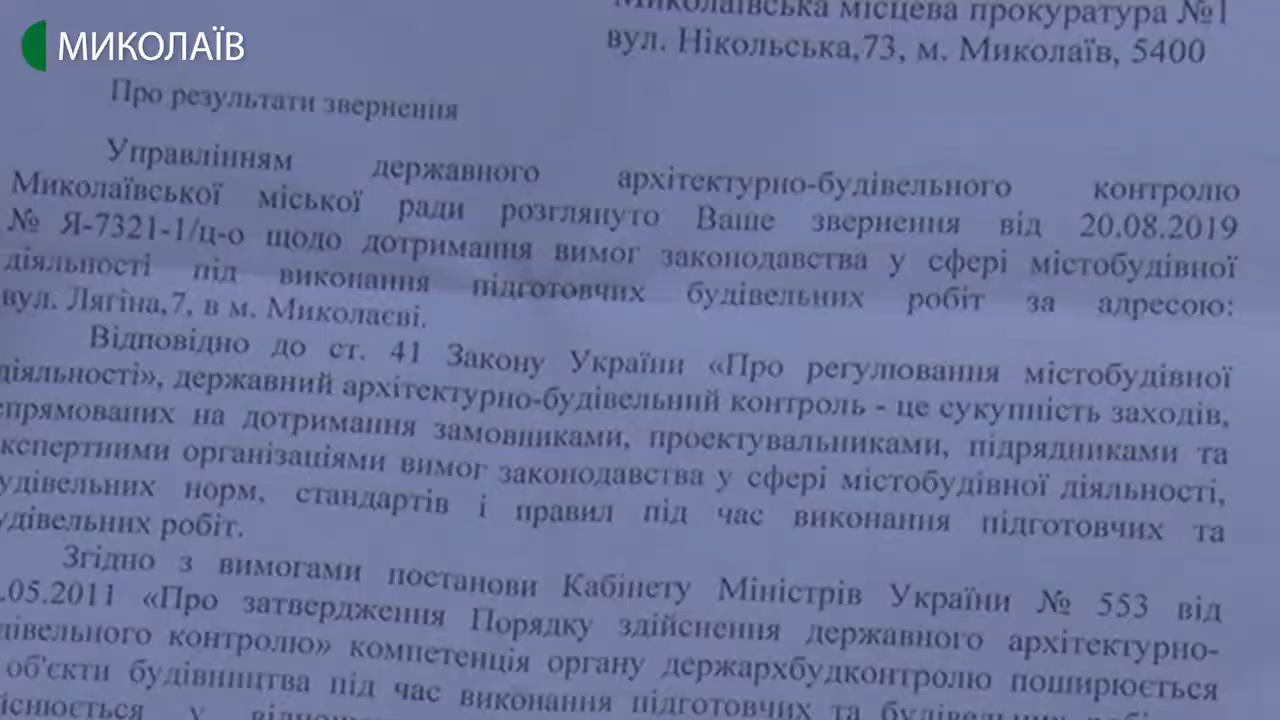 МИКОЛАЇВ
Миколаївська місцева прокуратура №1
вул. Нікольська,73, м. Миколаїв, 5400
Про результати звернення
Управлінням державного архітектурно-будівельного контролю
Миколаївської міської ради розглянуто Ваше звернення від 20.08.2019
№ Я-7321-1/ц-о щодо дотримання вимог законодавства у сфері містобудівної
діяльності під виконання підготовчих будівельних робіт за адресою:
вул. Лягіна,7, в м. Миколаєві.
Відповідно до ст. 41 Закону України «Про регулювання містобудівної
діяльності», державний архітектурно-будівельний контроль - це сукупність заходів,
спрямованих на дотримання замовниками, проектувальниками, підрядниками та
експертними організаціями вимог законодавства у сфері містобудівної діяльності,
будівельних норм, стандартів і правил під час виконання підготовчих та
будівельних робіт.
Згідно з вимогами постанови Кабінету Міністрів України № 553 від
.05.2011 «Про затвердження Порядку здійснення державного архітектурно-
дівельного контролю» компетенція органу держархбудконтролю поширюється
об'єкти будівництва під час виконання підготовчих та будівельних
йснюється у